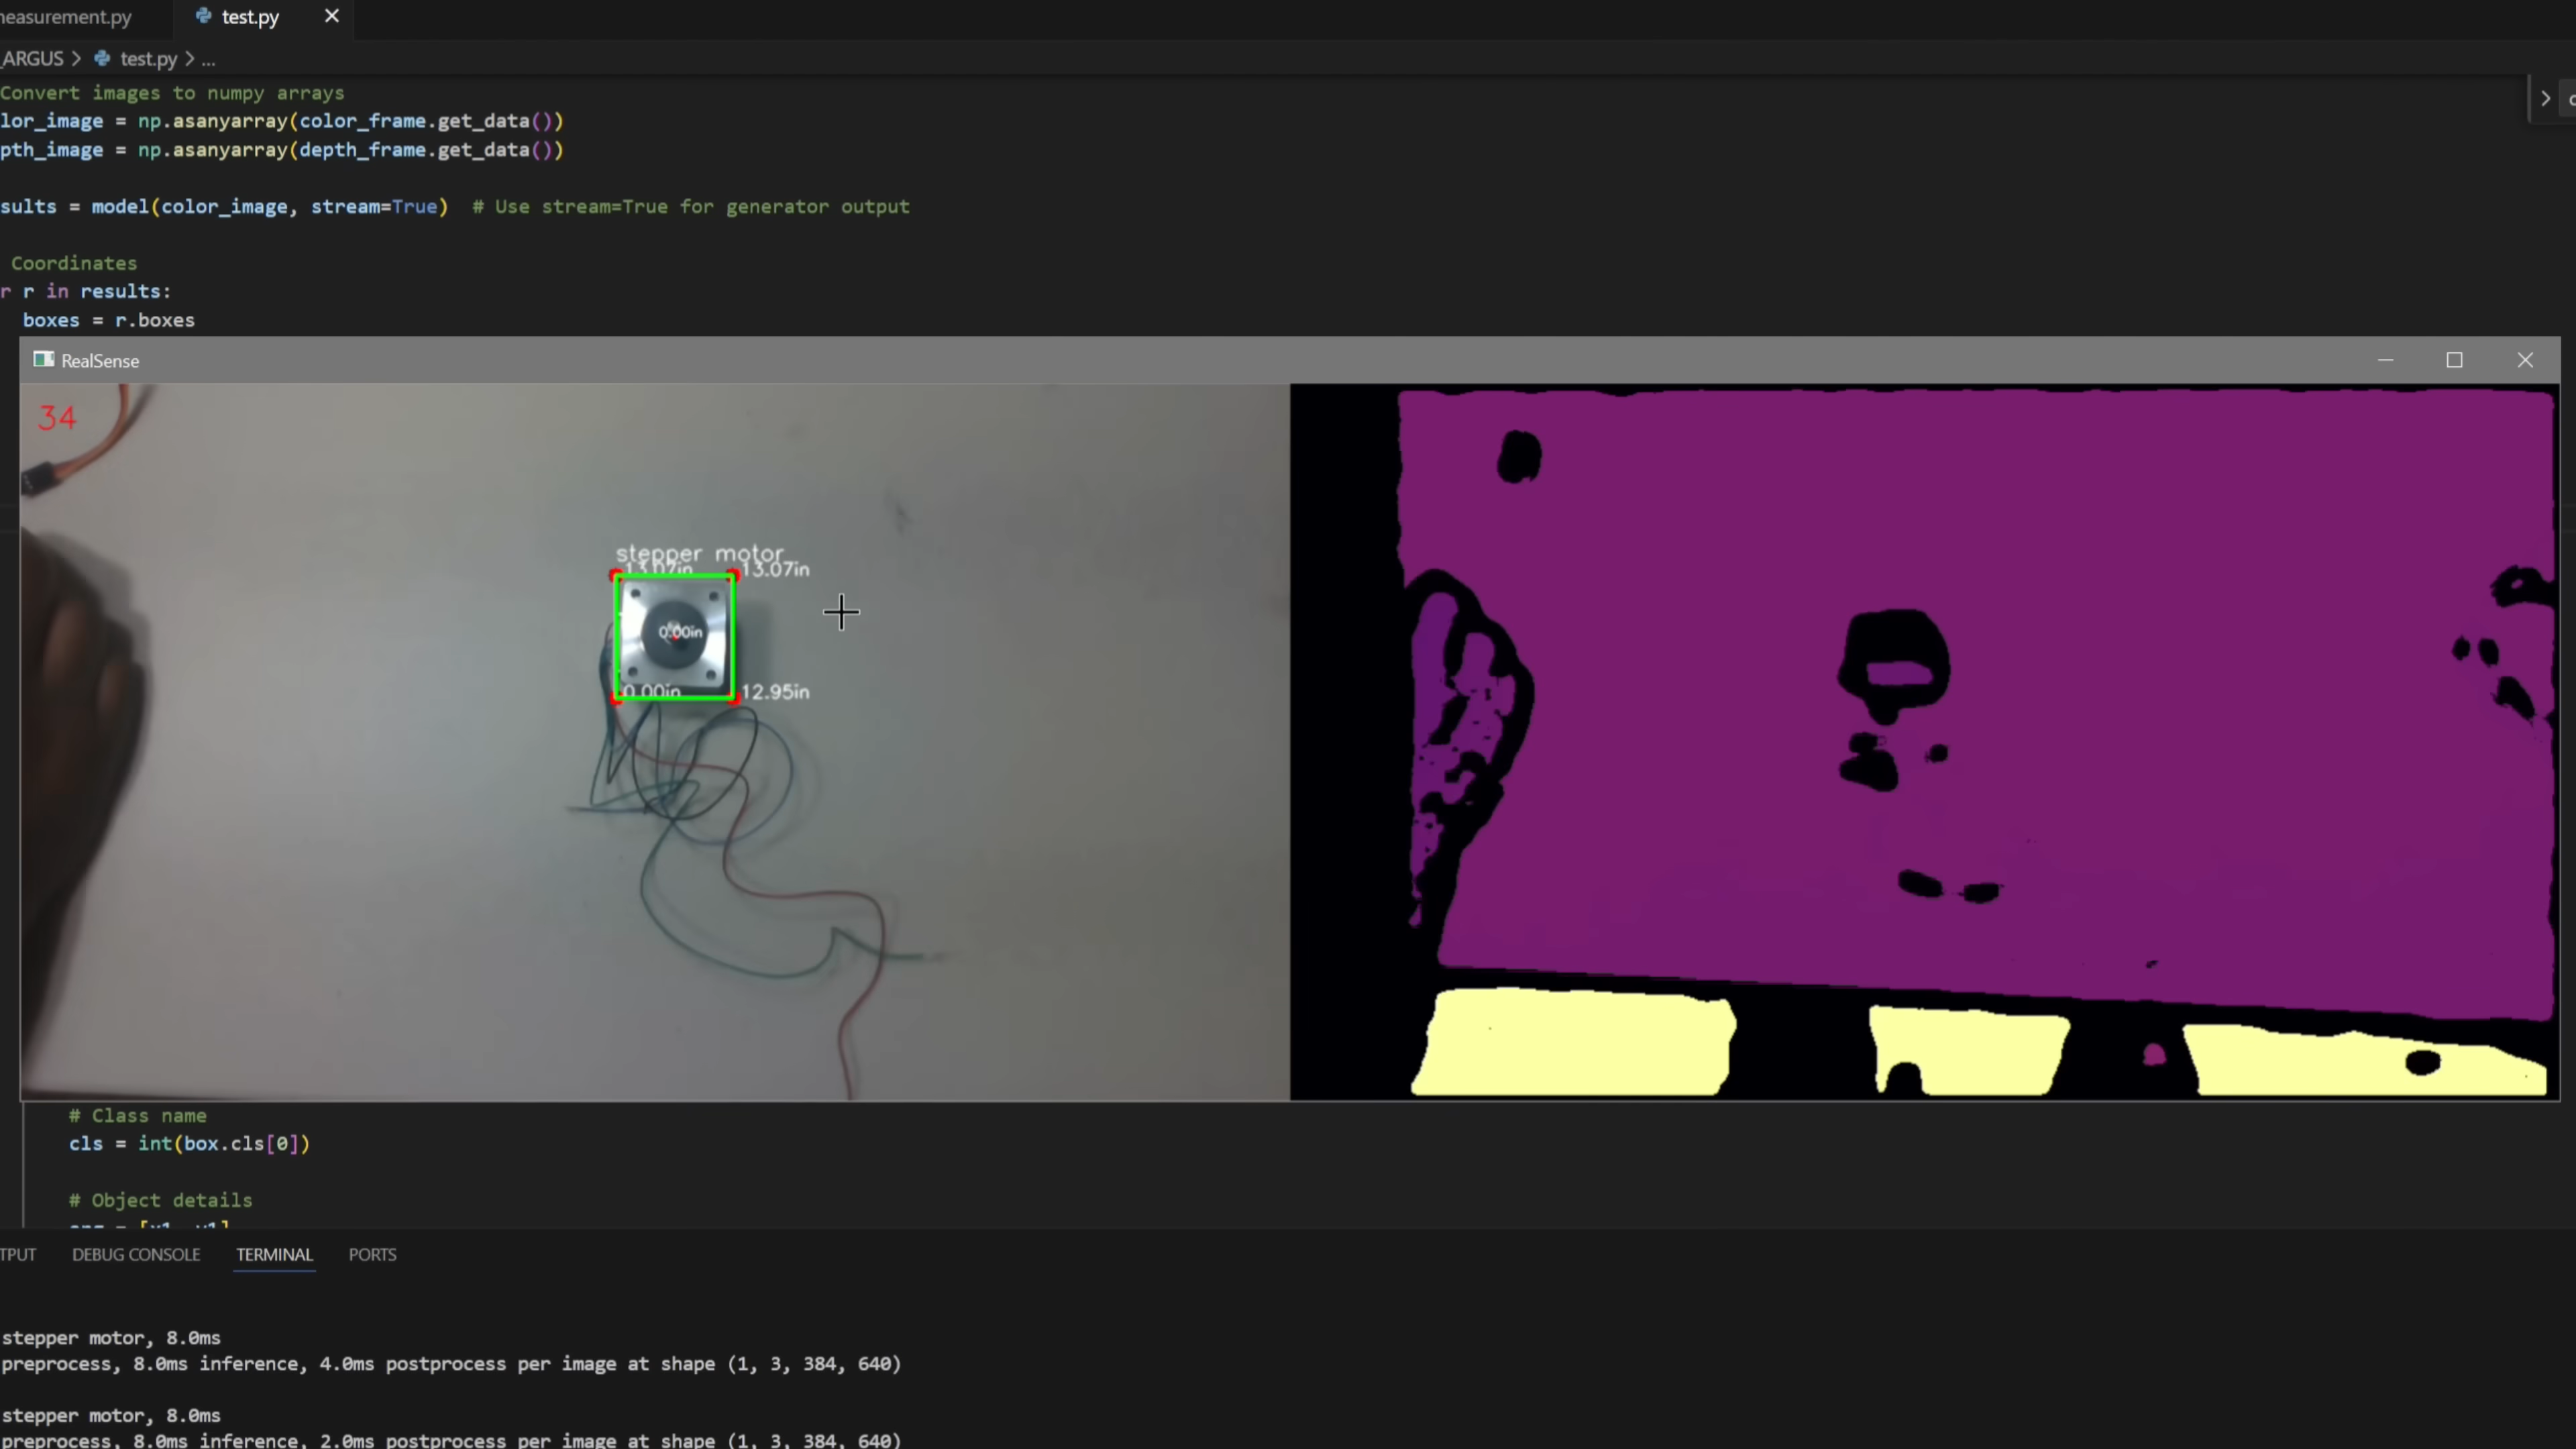 measurement.py test.py
_ARGUS > test.py > ...
Convert images to numpy arrays
lor_image = np.asanyarray(color_frame.get_data())
pth_image = np.asanyarray(depth_frame.get_data())
sults = model(color_image, stream=True) # Use stream=True for generator output
Coordinates
r r in results:
boxes = r.boxes
RealSense
34
stepper motor
13.07in 13.07in
0.00in
0.00in 12.95in
# Class name
cls = int(box.cls[0])
# Object details
TPUT DEBUG CONSOLE TERMINAL PORTS
stepper motor, 8.0ms
preprocess, 8.0ms inference, 4.0ms postprocess per image at shape (1, 3, 384, 640)
stepper motor, 8.0ms
preprocess, 8.0ms inference, 2.0ms postprocess per image at shape (1, 3, 384, 640)